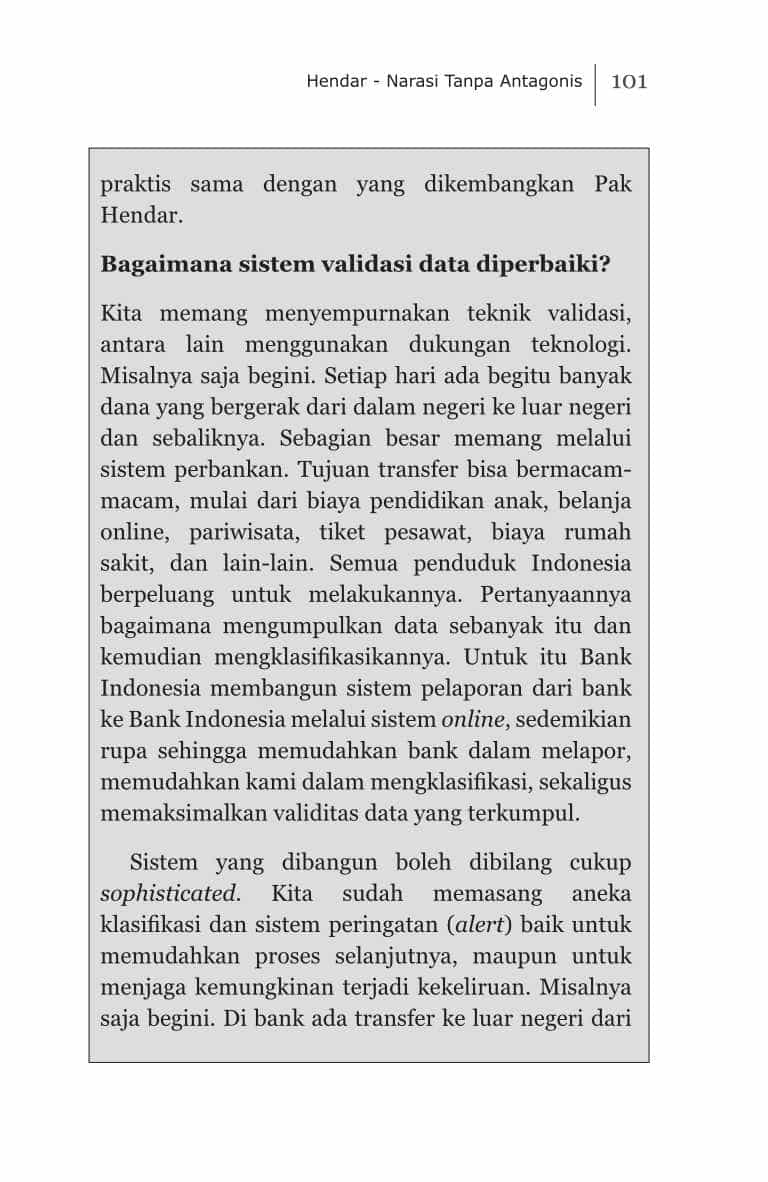 Hendar - Narasi Tanpa Antagonis 101
praktis sama dengan yang dikembangkan Pak
Hendar.
Bagaimana sistem validasi data diperbaiki?
Kita memang menyempurnakan teknik validasi,
antara lain menggunakan dukungan teknologi.
Misalnya saja begini. Setiap hari ada begitu banyak
dana yang bergerak dari dalam negeri ke luar negeri
dan sebaliknya. Sebagian besar memang melalui
sistem perbankan. Tujuan transfer bisa bermacam-
macam, mulai dari biaya pendidikan anak, belanja
online, pariwisata, tiket pesawat, biaya rumah
sakit, dan lain-lain. Semua penduduk Indonesia
berpeluang untuk melakukannya. Pertanyaannya
bagaimana mengumpulkan data sebanyak itu dan
kemudian mengklasifikasikannya. Untuk itu Bank
Indonesia membangun sistem pelaporan dari bank
ke Bank Indonesia melalui sistem online, sedemikian
rupa sehingga memudahkan bank dalam melapor,
memudahkan kami dalam mengklasifikasi, sekaligus
memaksimalkan validitas data yang terkumpul.
Sistem yang dibangun boleh dibilang cukup
sophisticated. Kita sudah memasang aneka
klasifikasi dan sistem peringatan (alert) baik untuk
memudahkan proses selanjutnya, maupun untuk
menjaga kemungkinan terjadi kekeliruan. Misalnya
saja begini. Di bank ada transfer ke luar negeri dari